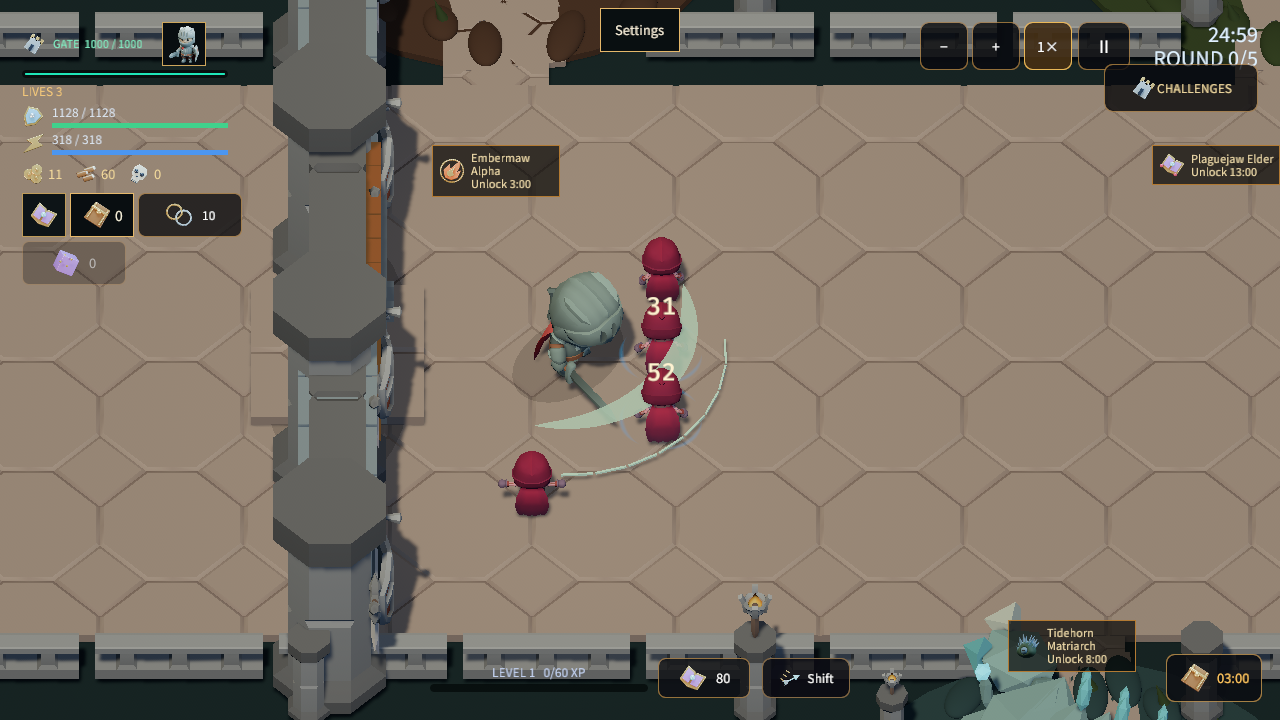 GATE 1000 / 1000
Settings
−
+
1×
24:59
ROUND 0/5
CHALLENGES
LIVES 3
1128 / 1128
318 / 318
11
60
0
0
10
0
Embermaw
Alpha
Unlock 3:00
Plaguejaw Elder
Unlock 13:00
31
52
Tidehorn
Matriarch
Unlock 8:00
LEVEL 1 0/60 XP
80
Shift
03:00